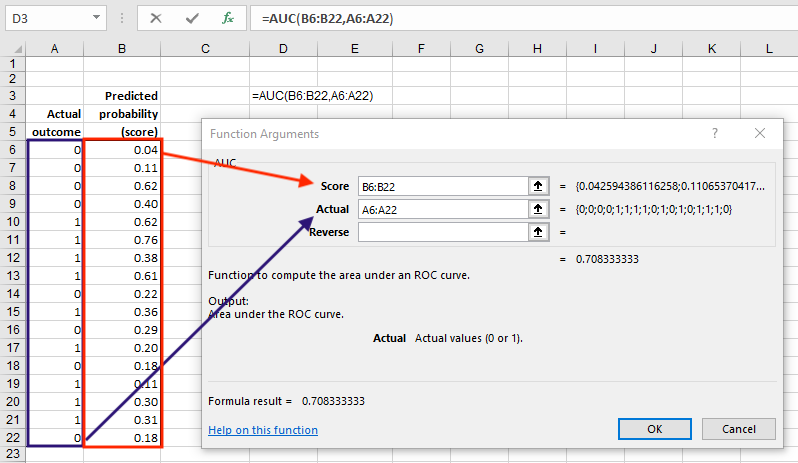 D3 =AUC(B6:B22,A6:A22)
A B C D E F G H I J K L
1
2
3 Predicted =AUC(B6:B22,A6:A22)
4 Actual probability
5 outcome (score)
6 0 0.04
7 0 0.11
8 0 0.62
9 0 0.40
10 1 0.62
11 1 0.76
12 1 0.38
13 1 0.61
14 0 0.22
15 1 0.36
16 0 0.29
17 1 0.20
18 0 0.18
19 1 0.11
20 1 0.30
21 1 0.31
22 0 0.18
23
Function Arguments ?
AUC
Score B6:B22 = {0.042594386116258;0.11065370417...
Actual A6:A22 = {0;0;0;0;1;1;1;1;0;1;0;1;0;1;1;1;0}
Reverse =
= 0.708333333
Function to compute the area under an ROC curve.
Output:
Area under the ROC curve.
Actual Actual values (0 or 1).
Formula result = 0.708333333
Help on this function OK Cancel